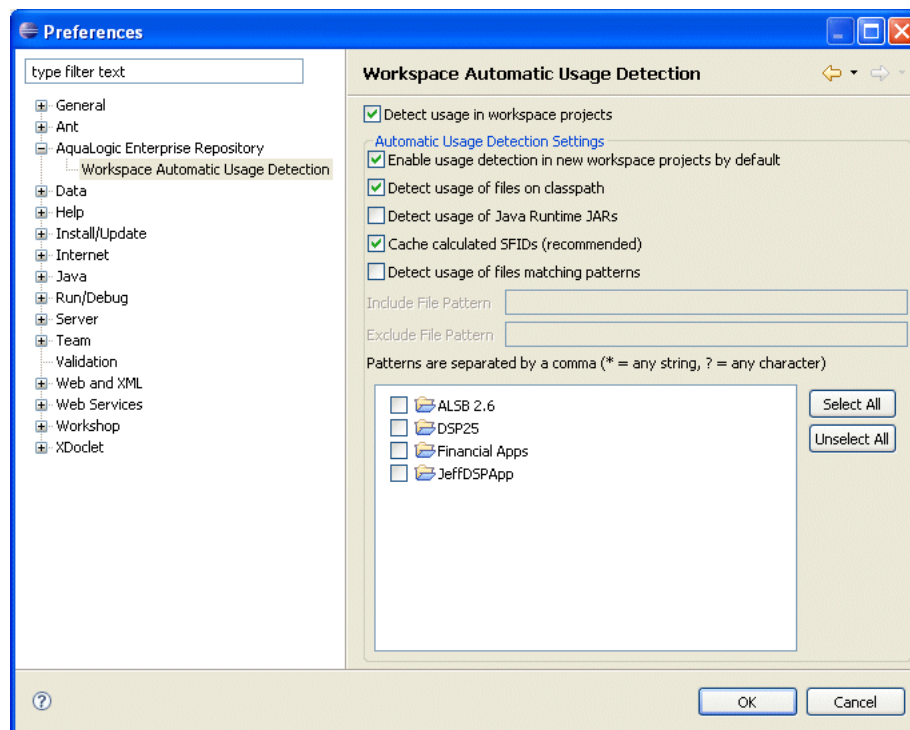 Preferences
type filter text
General
Ant
AquaLogic Enterprise Repository
Workspace Automatic Usage Detection
Data
Help
Install/Update
Internet
Java
Run/Debug
Server
Team
Validation
Web and XML
Web Services
Workshop
XDoclet
Workspace Automatic Usage Detection
Detect usage in workspace projects
Automatic Usage Detection Settings
Enable usage detection in new workspace projects by default
Detect usage of files on classpath
Detect usage of Java Runtime JARs
Cache calculated SFIDs (recommended)
Detect usage of files matching patterns
Include File Pattern
Exclude File Pattern
Patterns are separated by a comma (* = any string, ? = any character)
ALSB 2.6
DSP25
Financial Apps
JeffDSPApp
Select All
Unselect All
?
OK
Cancel